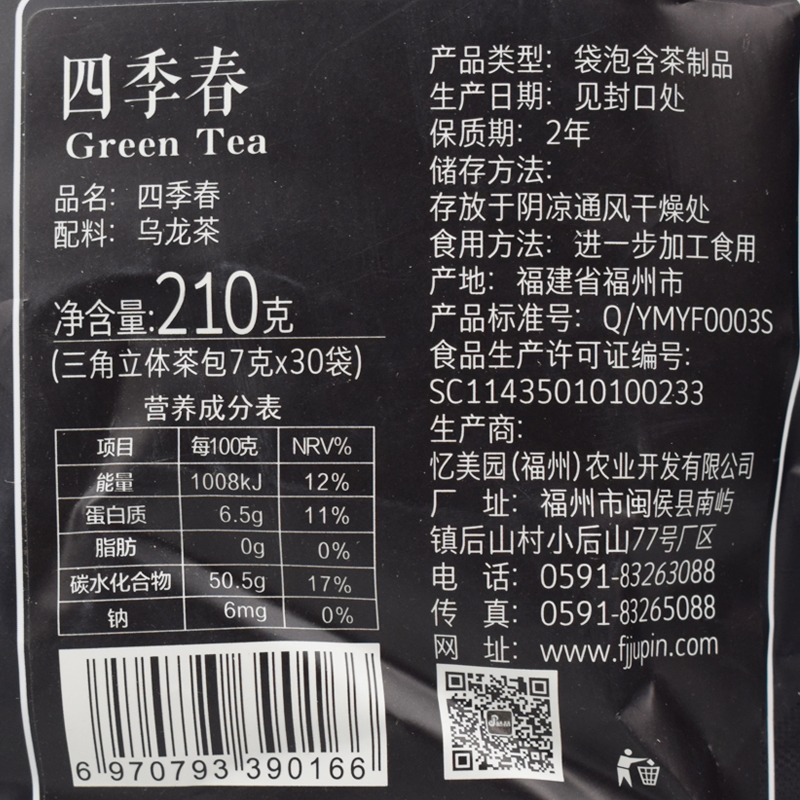 四季春
Green Tea
品名：四季春
配料：乌龙茶
净含量:210克
(三角立体茶包7克x30袋)
营养成分表
项目 每100克 NRV%
能量 1008kJ 12%
蛋白质 6.5g 11%
脂肪 0g 0%
碳水化合物 50.5g 17%
钠 6mg 0%
6 970793 390166
产品类型：袋泡含茶制品
生产日期：见封口处
保质期：2年
储存方法：
存放于阴凉通风干燥处
食用方法：进一步加工食用
产地：福建省福州市
产品标准号：Q/YMYF0003S
食品生产许可证编号：
SC11435010100233
生产商：
忆美园(福州)农业开发有限公司
厂 址：福州市闽侯县南屿
镇后山村小后山77号厂区
电 话：0591-83263088
传 真：0591-83265088
网 址：www.fjjupin.com